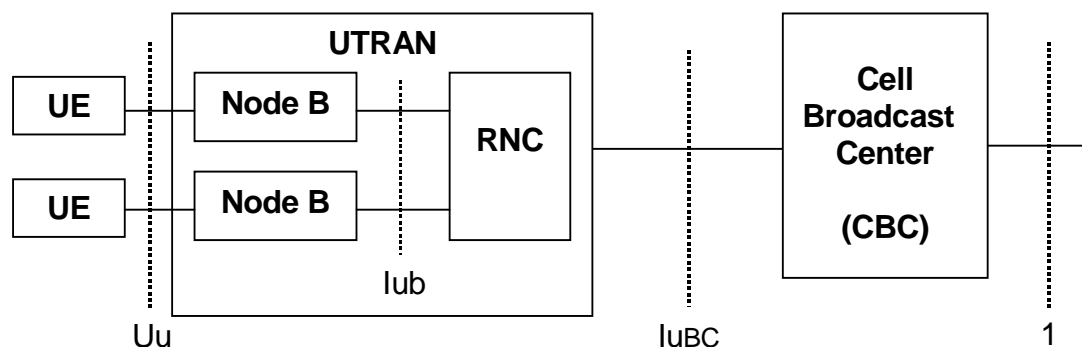 UTRAN
UE
Node B
RNC
UE
Node B
Iub
Cell
Broadcast
Center
(CBC)
Uu
IuBC
1